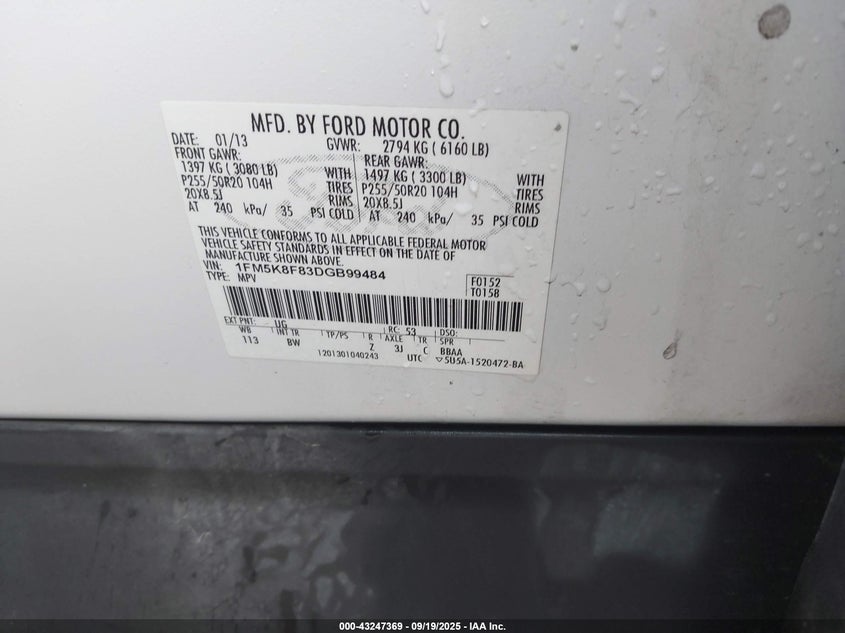 MFD. BY FORD MOTOR CO.
DATE: 01/13 GVWR: 2794 KG ( 6160 LB)
FRONT GAWR: REAR GAWR:
1397 KG ( 3080 LB) WITH 1497 KG ( 3300 LB) WITH
P255/50R20 104H TIRES P255/50R20 104H TIRES
20X8.5J RIMS 20X8.5J RIMS
AT 240 kPa/ 35 PSI COLD AT 240 kPa/ 35 PSI COLD
THIS VEHICLE CONFORMS TO ALL APPLICABLE FEDERAL MOTOR
VEHICLE SAFETY STANDARDS IN EFFECT ON THE DATE OF
MANUFACTURE SHOWN ABOVE.
VIN: 1FM5K8F83DGB99484 F0152
TYPE: MPV T0158
EXT PNT: UG RC: 53 DSO:
WB INT TR TP/PS R AXLE TR SPR
113 BW Z 3J C BBAA
1201301040243 UTC ▽5U5A-1520472-BA
000-43247369 - 09/19/2025 - IAA Inc.